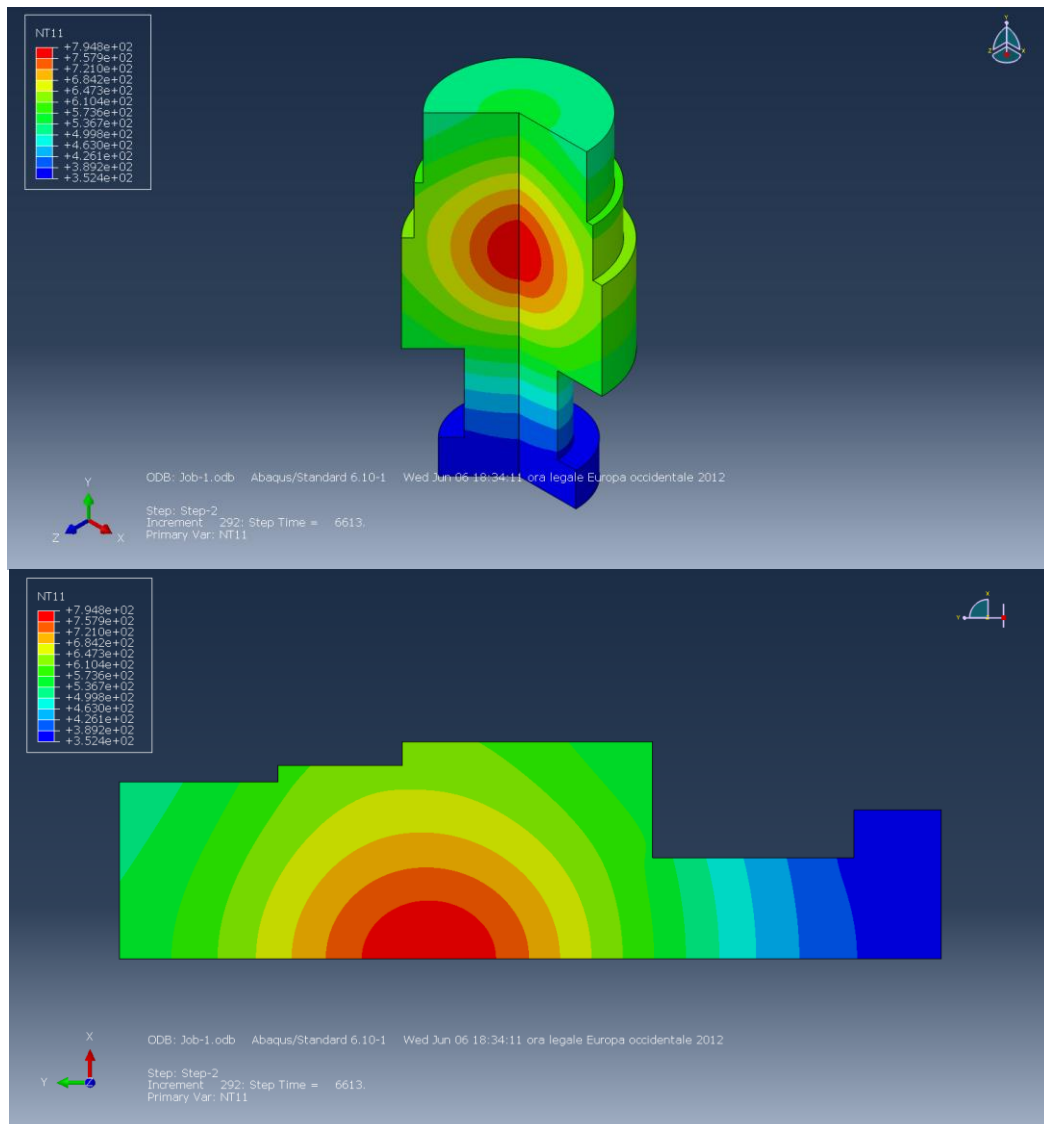 NT11
+7.948e+02
+7.579e+02
+7.210e+02
+6.842e+02
+6.473e+02
+6.104e+02
+5.736e+02
+5.367e+02
+4.998e+02
+4.630e+02
+4.261e+02
+3.892e+02
+3.524e+02
Y
Z X
ODB: Job-1.odb Abaqus/Standard 6.10-1 Wed Jun 06 18:34:11 ora legale Europa occidentale 2012
Y
Step: Step-2
Increment 292: Step Time = 6613.
Primary Var: NT11
Z X
NT11
+7.948e+02
+7.579e+02
+7.210e+02
+6.842e+02
+6.473e+02
+6.104e+02
+5.736e+02
+5.367e+02
+4.998e+02
+4.630e+02
+4.261e+02
+3.892e+02
+3.524e+02
X
Y
ODB: Job-1.odb Abaqus/Standard 6.10-1 Wed Jun 06 18:34:11 ora legale Europa occidentale 2012
X
Step: Step-2
Y Z
Increment 292: Step Time = 6613.
Primary Var: NT11